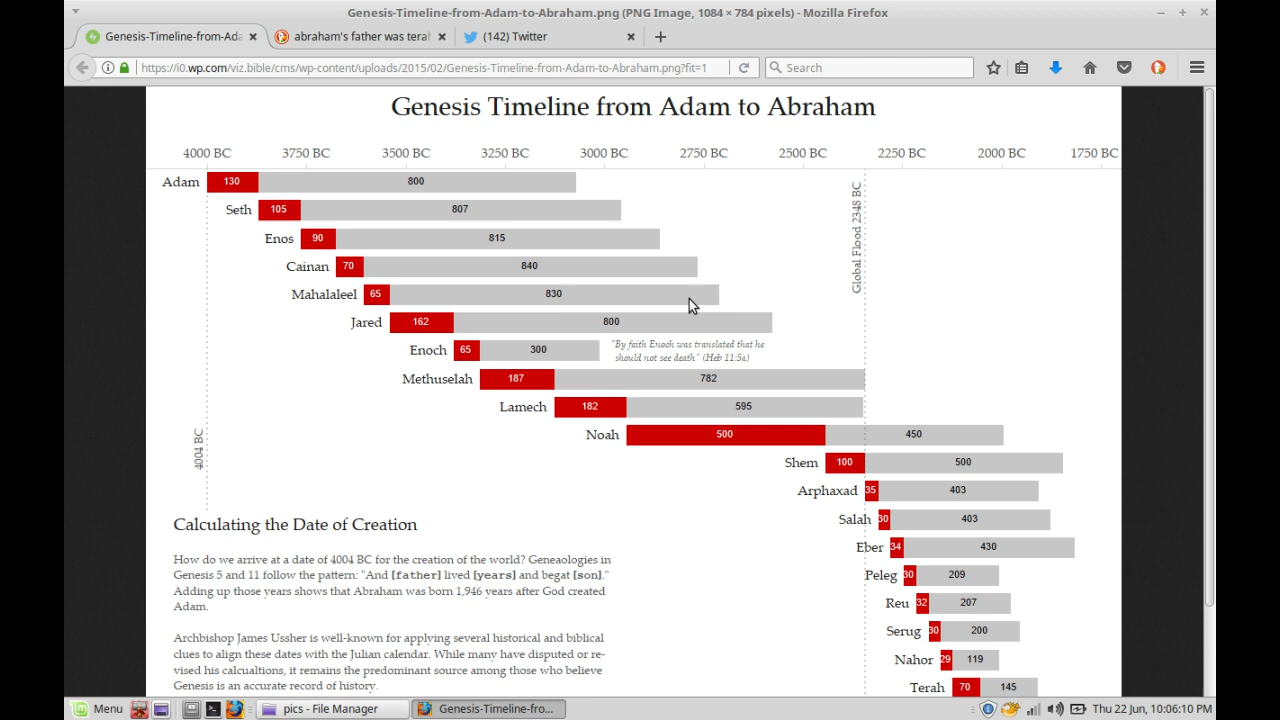 Genesis-Timeline-from-Adam-to-Abraham.png (PNG Image, 1084 × 784 pixels) - Mozilla Firefox
Genesis-Timeline-from-Ada
abraham's father was terah
(142) Twitter
https://i0.wp.com/viz.bible/cms/wp-content/uploads/2015/02/Genesis-Timeline-from-Adam-to-Abraham.png?fit=1
Search
Genesis Timeline from Adam to Abraham
4000 BC 3750 BC 3500 BC 3250 BC 3000 BC 2750 BC 2500 BC 2250 BC 2000 BC 1750 BC
Adam 130 800
Seth 105 807
Enos 90 815
Cainan 70 840
Mahalaleel 65 830
Global Flood 2348 BC
Jared 162 800
Enoch 65 300
"By faith Enoch was translated that he
should not see death" (Heb 11:5a)
Methuselah 187 782
Lamech 182 595
Noah 500 450
4004 BC
Shem 100 500
Arphaxad 35 403
Salah 30 403
Eber 34 430
Peleg 30 209
Reu 32 207
Serug 30 200
Nahor 29 119
Terah 70 145
Calculating the Date of Creation
How do we arrive at a date of 4004 BC for the creation of the world? Geneaologies in
Genesis 5 and 11 follow the pattern: "And [father] lived [years] and begat [son]."
Adding up those years shows that Abraham was born 1,946 years after God created
Adam.
Archbishop James Ussher is well-known for applying several historical and biblical
clues to align these dates with the Julian calendar. While many have disputed or re-
vised his calcualtions, it remains the predominant source among those who believe
Genesis is an accurate record of history.
Menu
pics - File Manager
Genesis-Timeline-fro...
Thu 22 Jun, 10:06:10 PM